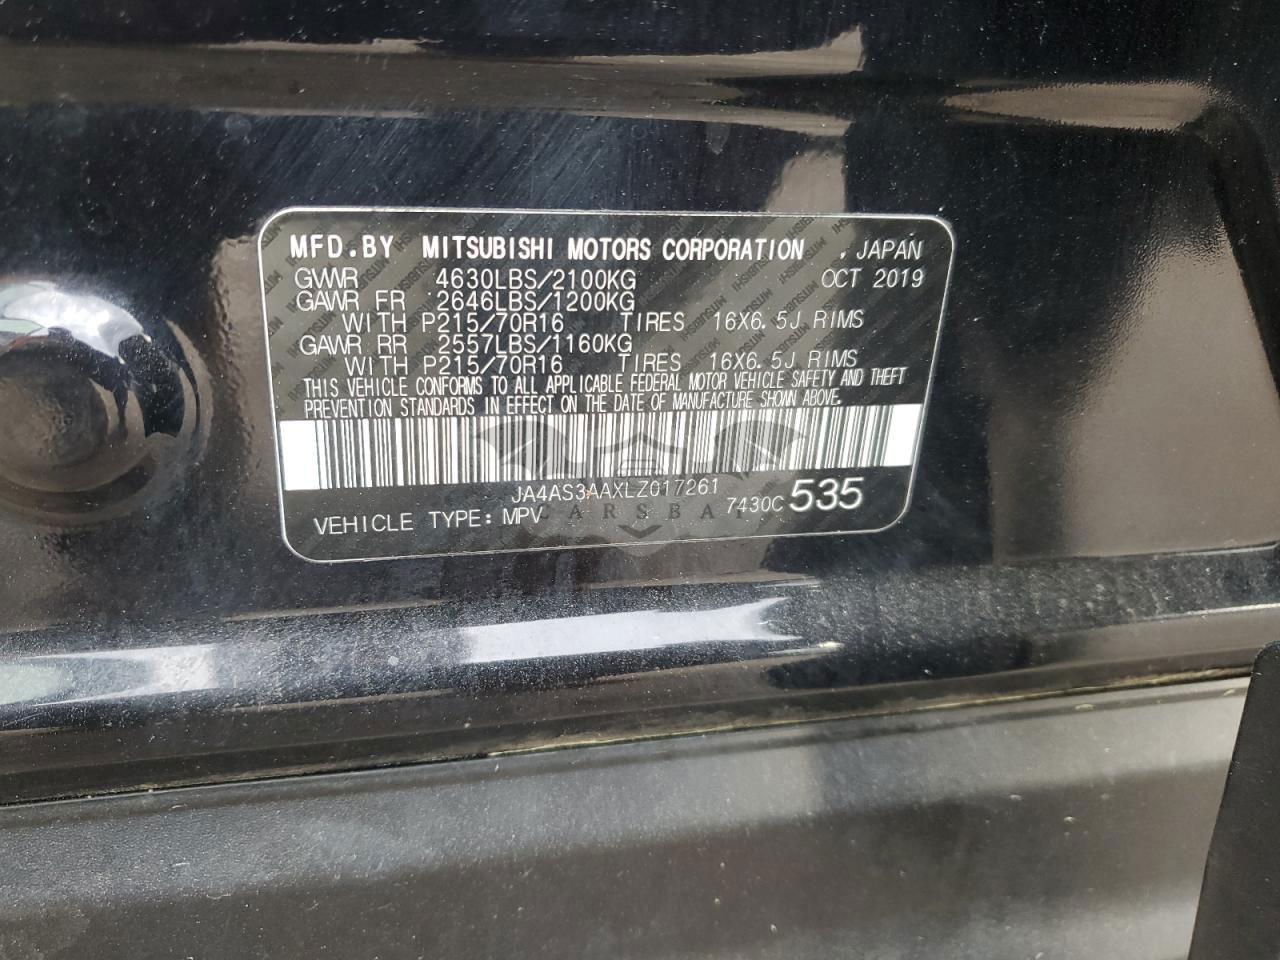 MFD.BY MITSUBISHI MOTORS CORPORATION , JAPAN
GVWR 4630LBS/2100KG OCT 2019
GAWR FR 2646LBS/1200KG
WITH P215/70R16 TIRES 16X6.5J RIMS
GAWR RR 2557LBS/1160KG
WITH P215/70R16 TIRES 16X6.5J RIMS
THIS VEHICLE CONFORMS TO ALL APPLICABLE FEDERAL MOTOR VEHICLE SAFETY AND THEFT
PREVENTION STANDARDS IN EFFECT ON THE DATE OF MANUFACTURE SHOWN ABOVE.
JA4AS3AAXLZ017261
VEHICLE TYPE: MPV 7430C 535